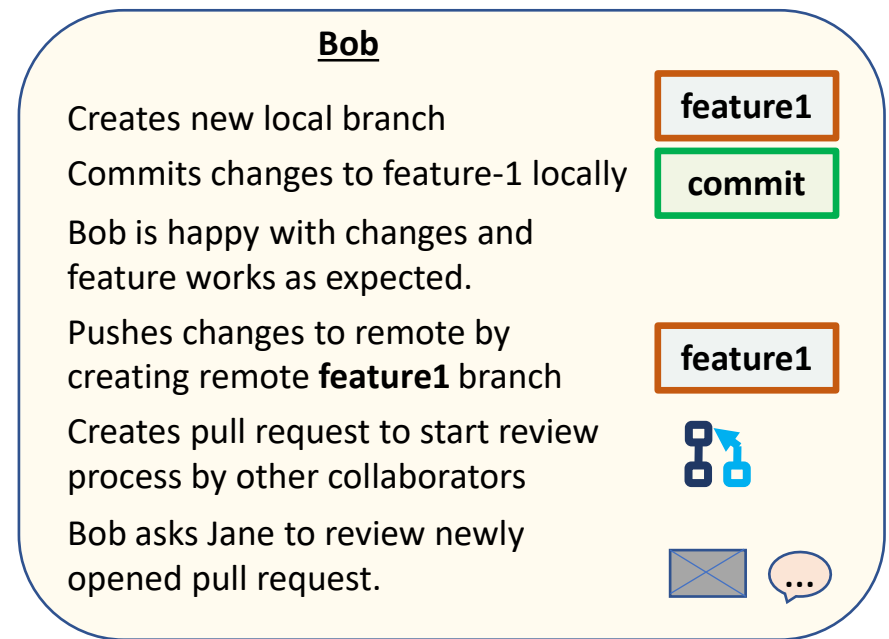 Bob
Creates new local branch
feature1
Commits changes to feature-1 locally
commit
Bob is happy with changes and
feature works as expected.
Pushes changes to remote by
creating remote feature1 branch
feature1
Creates pull request to start review
process by other collaborators
Bob asks Jane to review newly
opened pull request.
...